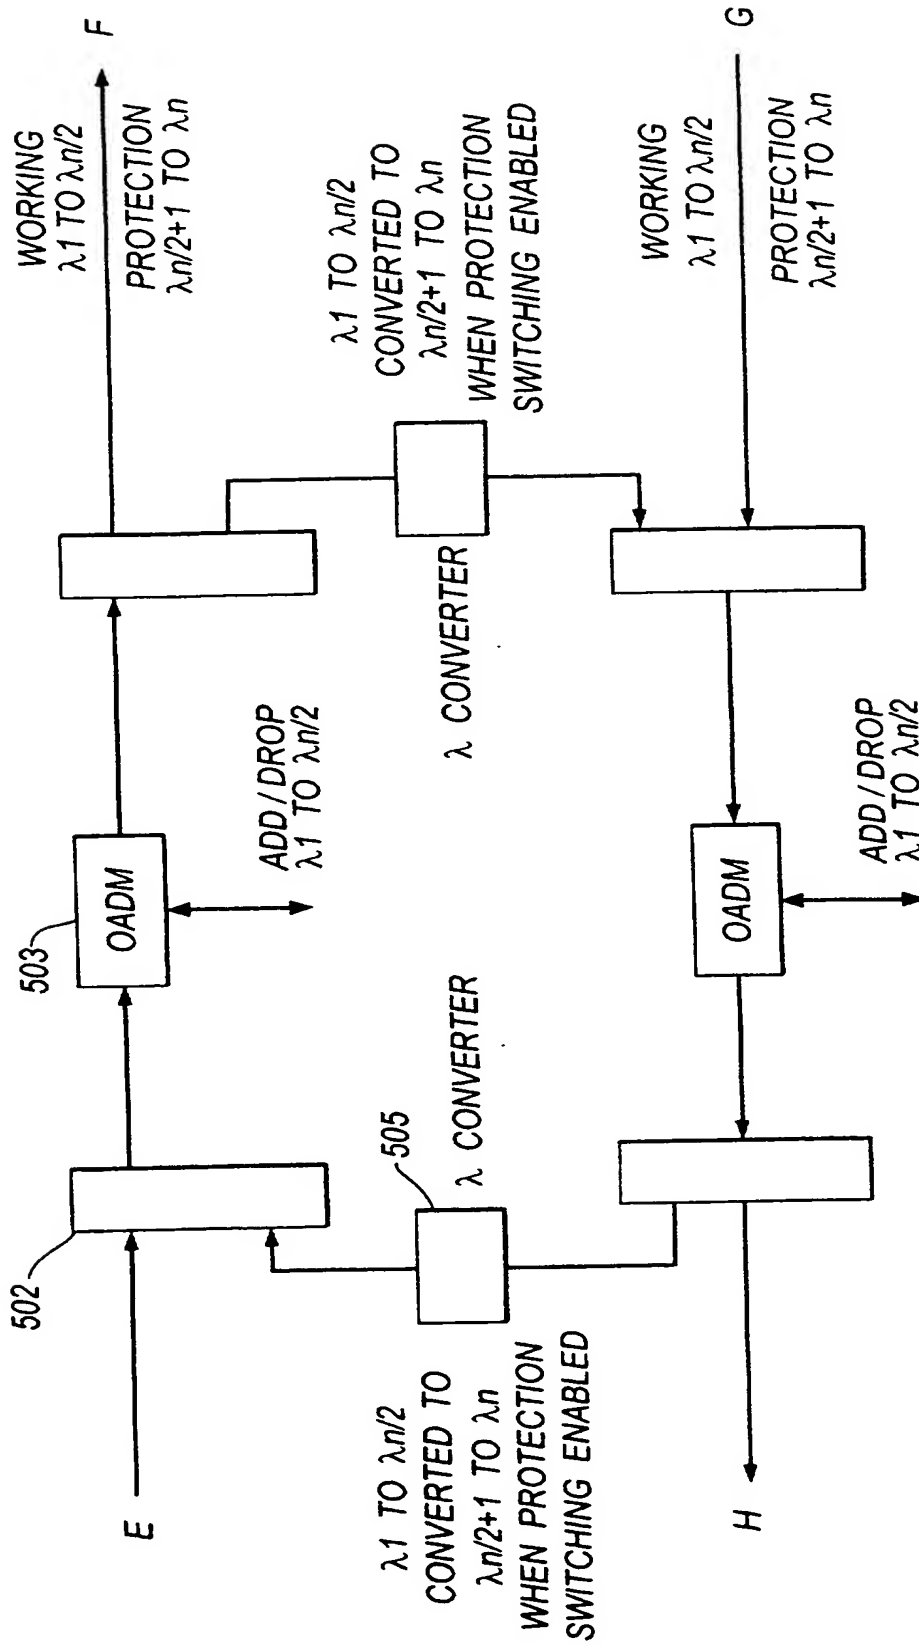 E
502
503
OADM
ADD/DROP
λ1 TO λn/2
WORKING
λ1 TO λn/2
F
PROTECTION
λn/2+1 TO λn
λ1 TO λn/2
CONVERTED TO
λn/2+1 TO λn
WHEN PROTECTION
SWITCHING ENABLED
505
λ CONVERTER
λ CONVERTER
λ1 TO λn/2
CONVERTED TO
λn/2+1 TO λn
WHEN PROTECTION
SWITCHING ENABLED
H
OADM
ADD/DROP
λ1 TO λn/2
WORKING
λ1 TO λn/2
G
PROTECTION
λn/2+1 TO λn